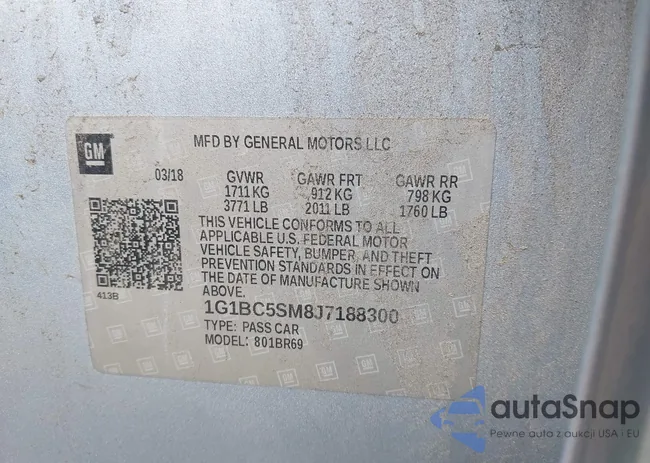 GM
MFD BY GENERAL MOTORS LLC
03/18 GVWR GAWR FRT GAWR RR
1711 KG 912 KG 798 KG
3771 LB 2011 LB 1760 LB
THIS VEHICLE CONFORMS TO ALL
APPLICABLE U.S. FEDERAL MOTOR
VEHICLE SAFETY, BUMPER, AND THEFT
PREVENTION STANDARDS IN EFFECT ON
THE DATE OF MANUFACTURE SHOWN
ABOVE.
413B
1G1BC5SM8J7188300
TYPE: PASS CAR
MODEL: 801BR69
autoSnap
Pewne auta z aukcji USA i EU